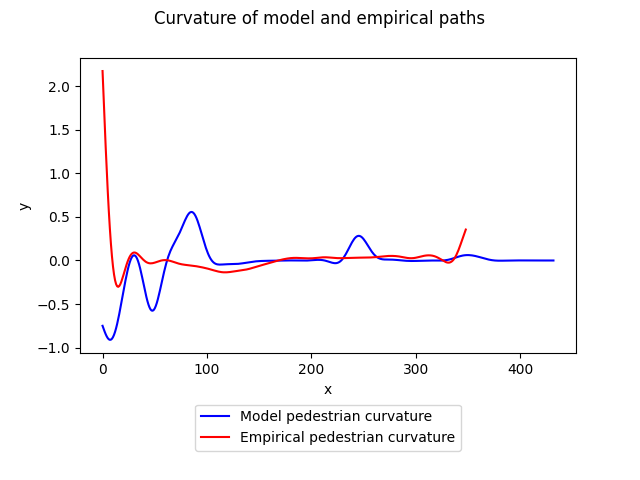 Curvature of model and empirical paths
2.0
1.5
1.0
0.5
0.0
−0.5
−1.0
y
0 100 200 300 400
x
Model pedestrian curvature
Empirical pedestrian curvature